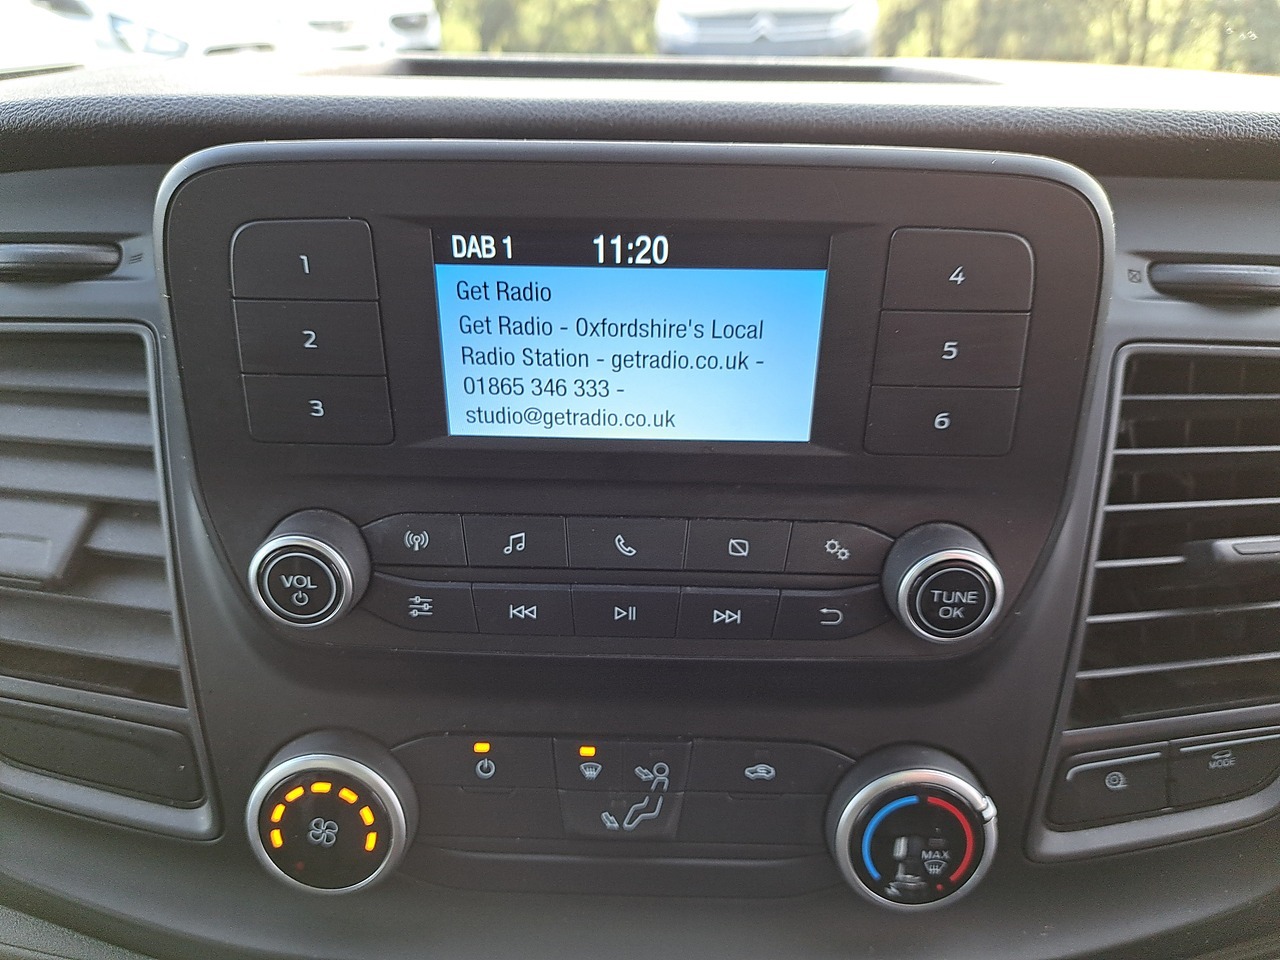 DAB 1 11:20
Get Radio
Get Radio - Oxfordshire's Local
Radio Station - getradio.co.uk -
01865 346 333 -
studio@getradio.co.uk
1
2
3
4
5
6
VOL
TUNE
OK
MAX
MODE